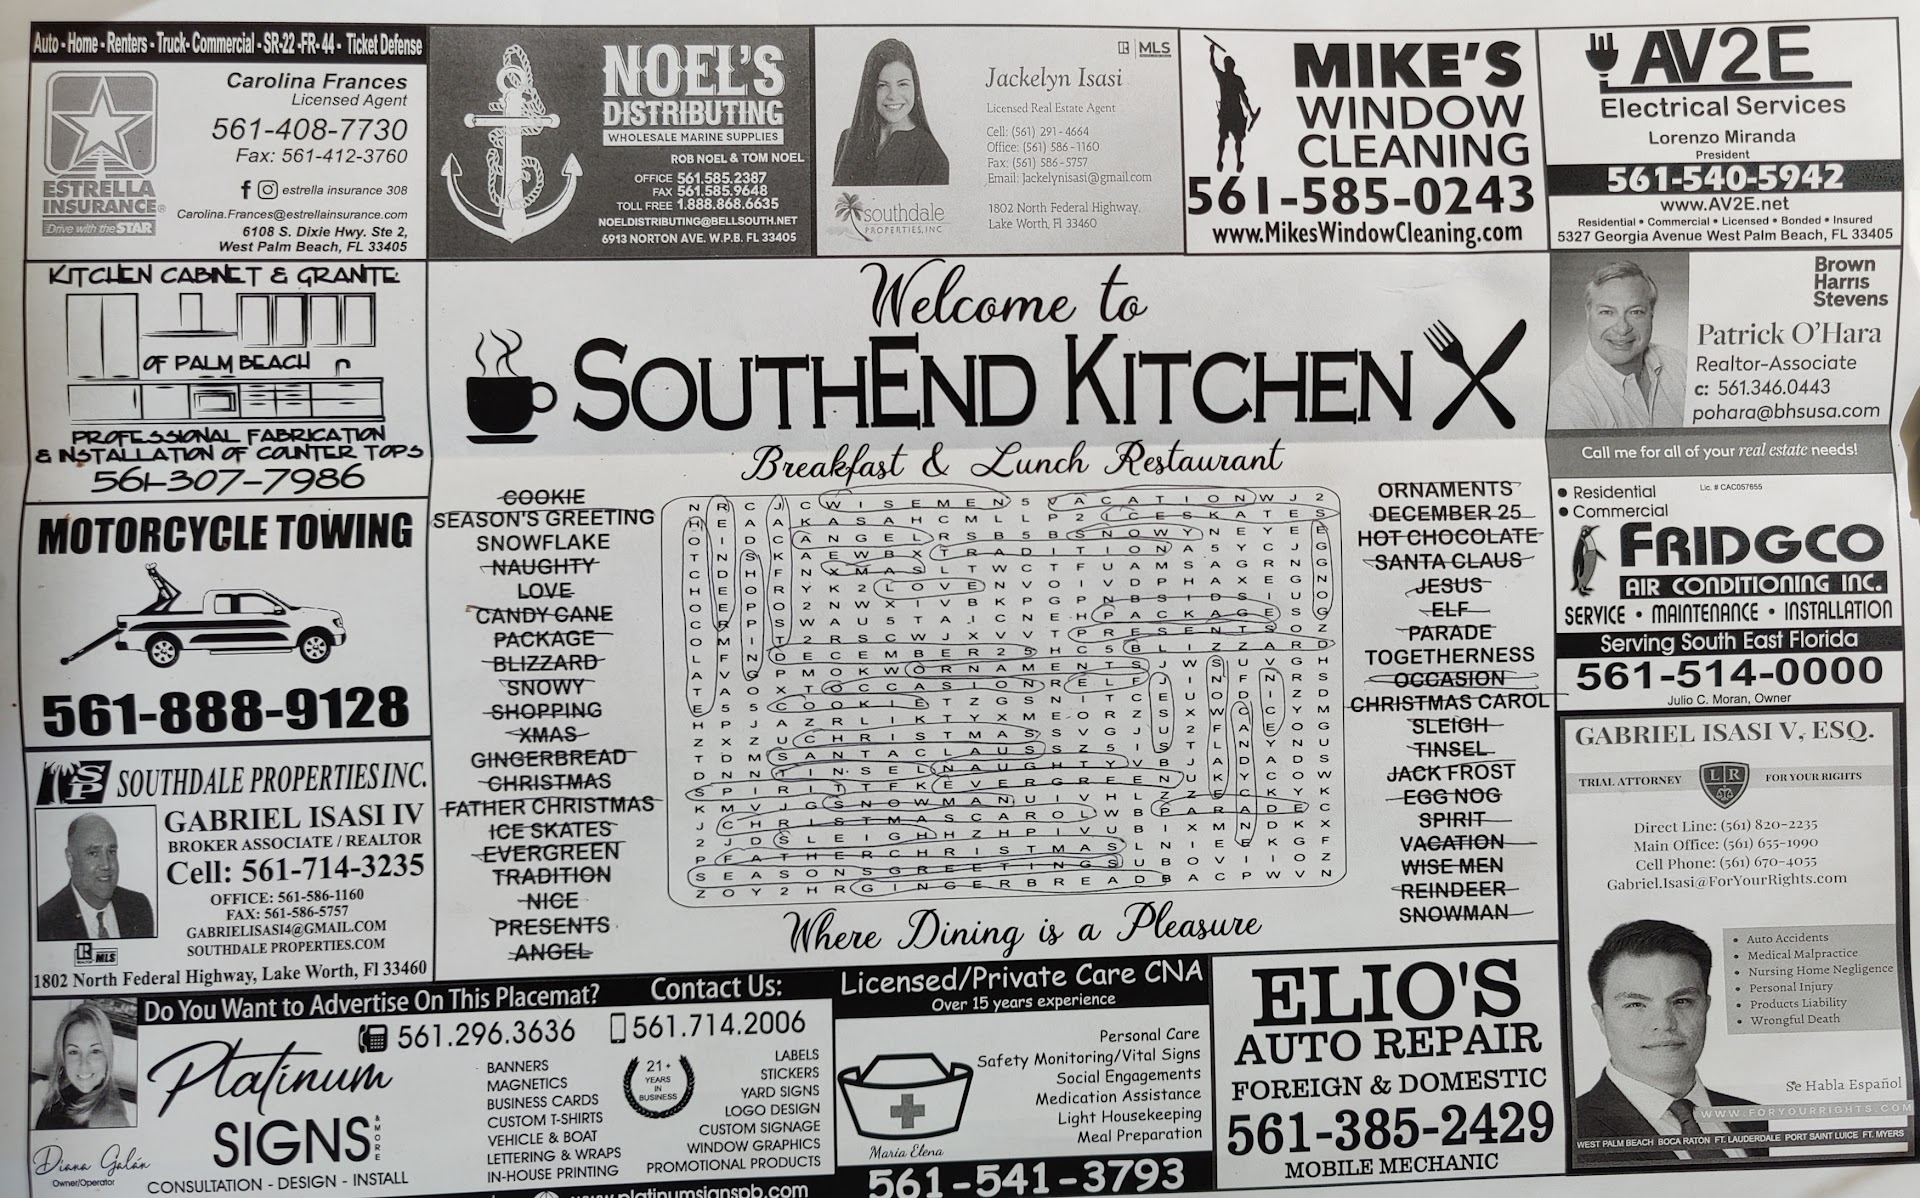 Auto - Home - Renters - Truck- Commercial - SR-22 -FR- 44 - Ticket Defense
Carolina Frances
Licensed Agent
561-408-7730
Fax: 561-412-3760
estrella insurance 308
ESTRELLA
INSURANCE®
Drive with the STAR
Carolina.Frances@estrellainsurance.com
6108 S. Dixie Hwy. Ste 2,
West Palm Beach, FL 33405
NOEL'S
DISTRIBUTING
WHOLESALE MARINE SUPPLIES
ROB NOEL & TOM NOEL
OFFICE 561.585.2387
FAX 561.585.9648
TOLL FREE 1.888.868.6635
NOELDISTRIBUTING@BELLSOUTH.NET
6913 NORTON AVE. W.P.B. FL 33405
MLS
Jackelyn Isasi
Licensed Real Estate Agent
Cell: (561) 291-4664
Office: (561) 586-1160
Fax: (561) 586-5757
Email: Jackelynisasi@gmail.com
southdale
PROPERTIES, INC
1802 North Federal Highway,
Lake Worth, Fl 33460
MIKE'S
WINDOW
CLEANING
561-585-0243
www.MikesWindowCleaning.com
AV2E
Electrical Services
Lorenzo Miranda
President
561-540-5942
www.AV2E.net
Residential • Commercial • Licensed • Bonded • Insured
5327 Georgia Avenue West Palm Beach, FL 33405
KITCHEN CABINET & GRANITE
OF PALM BEACH
PROFESSIONAL FABRICATION
& INSTALLATION OF COUNTER TOPS
561-307-7986
Welcome to
SOUTHEND KITCHEN
Breakfast & Lunch Restaurant
Brown
Harris
Stevens
Patrick O'Hara
Realtor-Associate
c: 561.346.0443
pohara@bhsusa.com
Call me for all of your real estate needs!
MOTORCYCLE TOWING
561-888-9128
COOKIE
SEASON'S GREETING
SNOWFLAKE
NAUGHTY
LOVE
CANDY CANE
PACKAGE
BLIZZARD
SNOWY
SHOPPING
XMAS
GINGERBREAD
CHRISTMAS
FATHER CHRISTMAS
ICE SKATES
EVERGREEN
TRADITION
NICE
PRESENTS
ANGEL
ORNAMENTS
DECEMBER 25
HOT CHOCOLATE
SANTA CLAUS
JESUS
ELF
PARADE
TOGETHERNESS
OCCASION
CHRISTMAS CAROL
SLEIGH
TINSEL
JACK FROST
EGG NOG
SPIRIT
VACATION
WISE MEN
REINDEER
SNOWMAN
Where Dining is a Pleasure
Lic. # CAC057655
• Residential
• Commercial
FRIDGCO
AIR CONDITIONING INC.
SERVICE • MAINTENANCE • INSTALLATION
Serving South East Florida
561-514-0000
Julio C. Moran, Owner
SP
SOUTHDALE PROPERTIES INC.
GABRIEL ISASI IV
BROKER ASSOCIATE / REALTOR
Cell: 561-714-3235
OFFICE: 561-586-1160
FAX: 561-586-5757
GABRIELISASI4@GMAIL.COM
SOUTHDALE PROPERTIES.COM
MLS
1802 North Federal Highway, Lake Worth, Fl 33460
GABRIEL ISASI V, ESQ.
TRIAL ATTORNEY
LR
FOR YOUR RIGHTS
Direct Line: (561) 820-2235
Main Office: (561) 655-1990
Cell Phone: (561) 670-4055
Gabriel.Isasi@ForYourRights.com
• Auto Accidents
• Medical Malpractice
• Nursing Home Negligence
• Personal Injury
• Products Liability
• Wrongful Death
Se Habla Español
WWW.FORYOURRIGHTS.COM
WEST PALM BEACH BOCA RATON FT. LAUDERDALE PORT SAINT LUICE FT. MYERS
Do You Want to Advertise On This Placemat?
Contact Us:
561.296.3636
561.714.2006
Platinum
SIGNS
& MORE
CONSULTATION - DESIGN - INSTALL
Diana Galán
Owner/Operator
BANNERS
MAGNETICS
BUSINESS CARDS
CUSTOM T-SHIRTS
VEHICLE & BOAT
LETTERING & WRAPS
IN-HOUSE PRINTING
21+
YEARS
IN
BUSINESS
LABELS
STICKERS
YARD SIGNS
LOGO DESIGN
CUSTOM SIGNAGE
WINDOW GRAPHICS
PROMOTIONAL PRODUCTS
www.platinumsignspb.com
Licensed/Private Care CNA
Over 15 years experience
Personal Care
Safety Monitoring/Vital Signs
Social Engagements
Medication Assistance
Light Housekeeping
Meal Preparation
Maria Elena
561-541-3793
ELIO'S
AUTO REPAIR
FOREIGN & DOMESTIC
561-385-2429
MOBILE MECHANIC